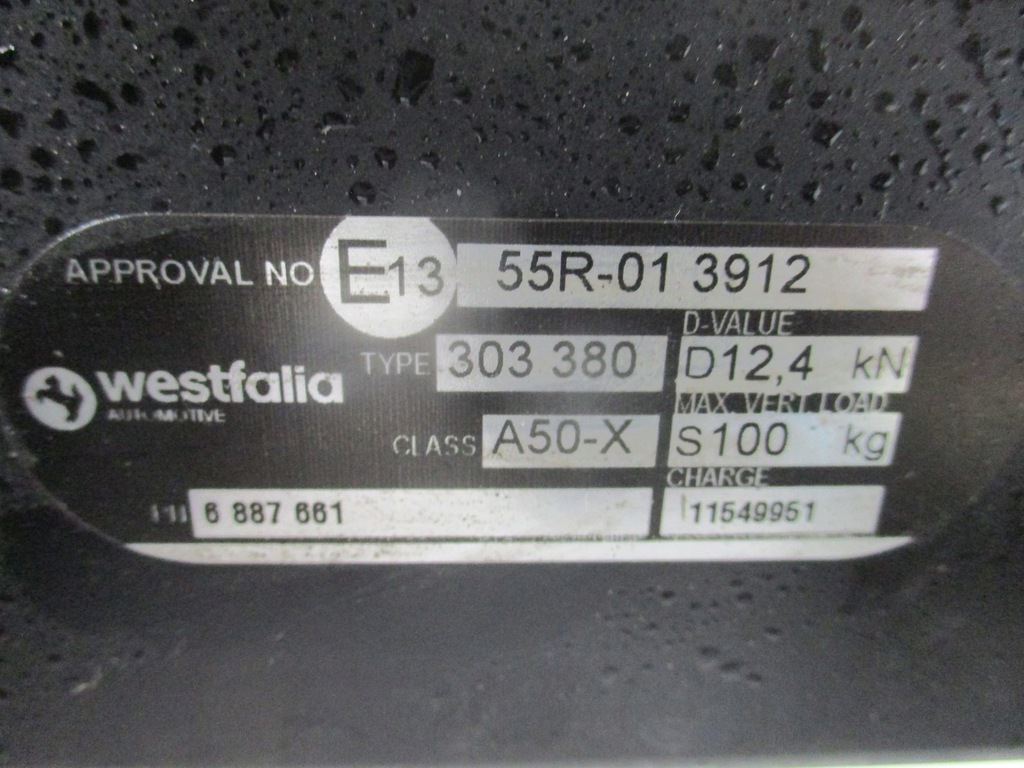 APPROVAL NO E13 55R-01 3912
D-VALUE
TYPE 303 380 D12,4 kN
westfalia
AUTOMOTIVE
MAX. VERT. LOAD
CLASS A50-X S100 kg
CHARGE
6 887 661 11549951